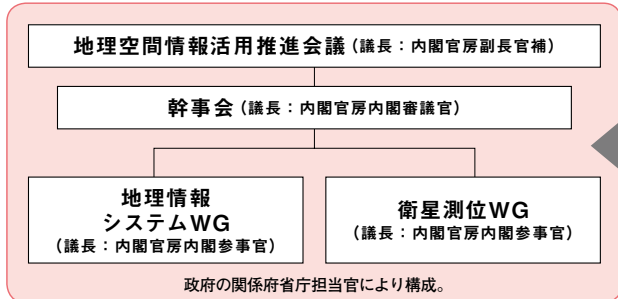 地理空間情報活用推進会議（議長：内閣官房副長官補）
幹事会（議長：内閣官房内閣審議官）
地理情報
システムWG
（議長：内閣官房内閣参事官）
衛星測位WG
（議長：内閣官房内閣参事官）
政府の関係府省庁担当官により構成。